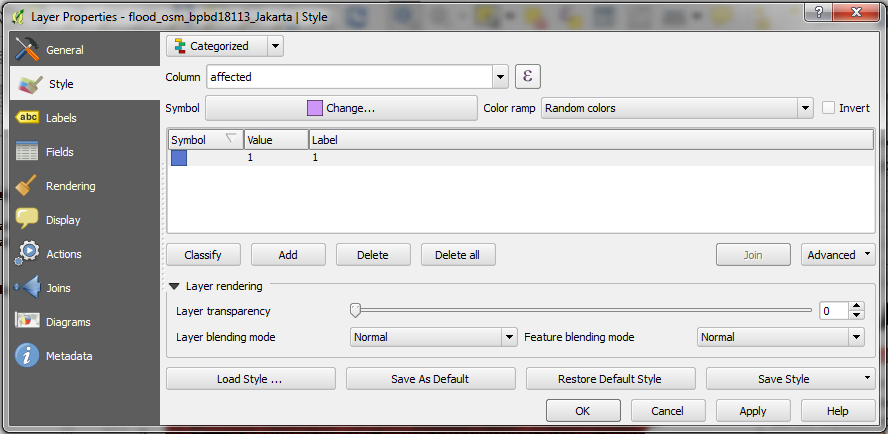 Layer Properties - flood_osm_bpbd18113_Jakarta | Style
General
Style
abc Labels
Fields
Rendering
Display
Actions
Joins
Diagrams
Metadata
Categorized
Column affected ε
Symbol Change... Color ramp Random colors Invert
Symbol Value Label
1 1
Classify Add Delete Delete all Join Advanced
Layer rendering
Layer transparency 0
Layer blending mode Normal Feature blending mode Normal
Load Style ... Save As Default Restore Default Style Save Style
OK Cancel Apply Help